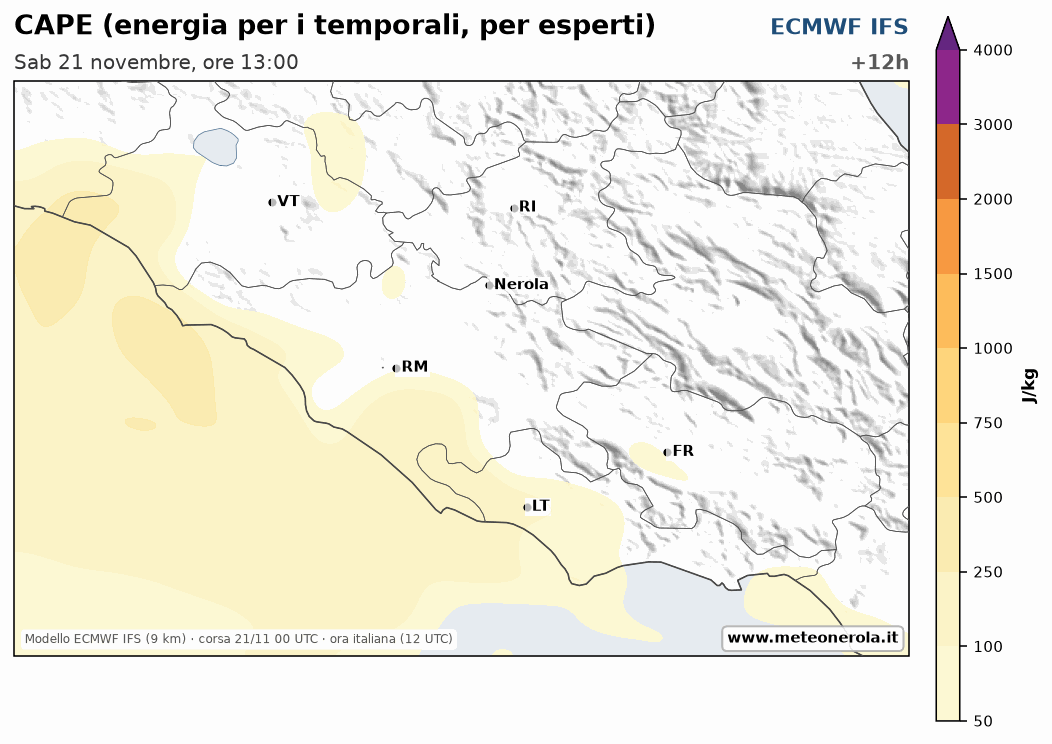 CAPE (energia per i temporali, per esperti)
ECMWF IFS
Sab 21 novembre, ore 13:00
+12h
4000
3000
2000
1500
1000
750
500
250
100
50
J/kg
VT
RI
Nerola
RM
FR
LT
Modello ECMWF IFS (9 km) · corsa 21/11 00 UTC · ora italiana (12 UTC)
www.meteonerola.it